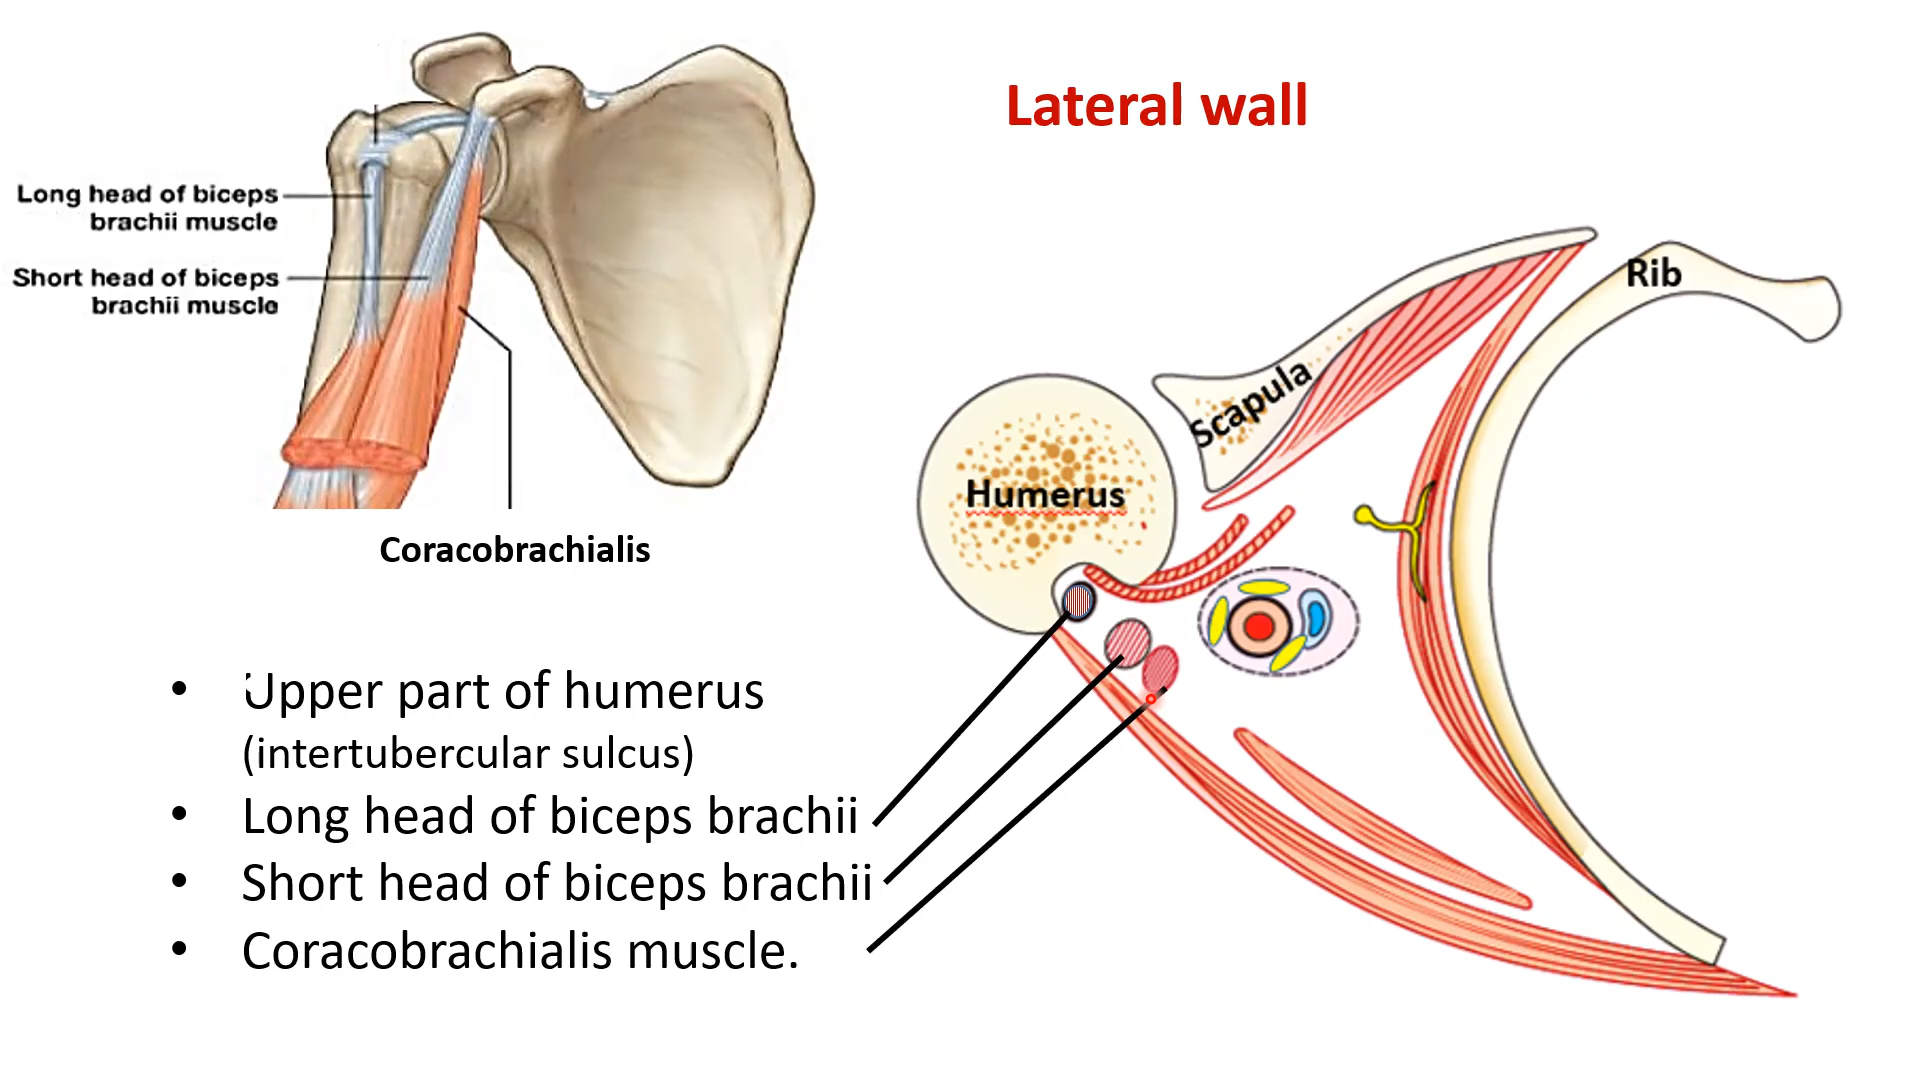 Lateral wall
Long head of biceps
brachii muscle
Short head of biceps
brachii muscle
Coracobrachialis
Rib
Scapula
Humerus
• Upper part of humerus
(intertubercular sulcus)
• Long head of biceps brachii
• Short head of biceps brachii
• Coracobrachialis muscle.